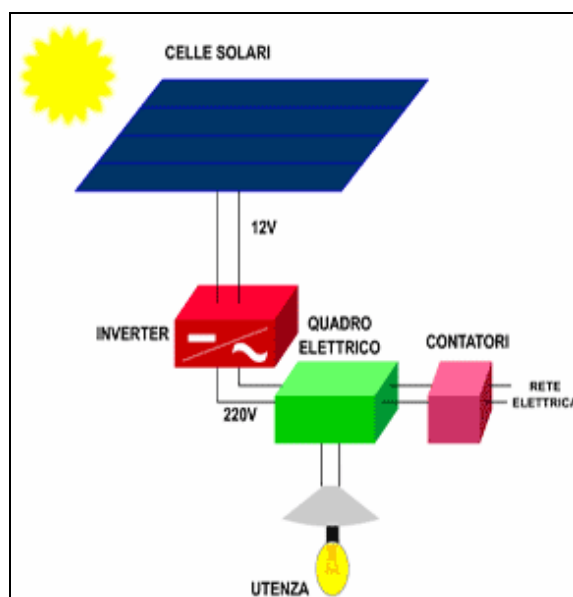 CELLE SOLARI
12V
INVERTER
QUADRO
ELETTRICO
CONTATORI
RETE
ELETTRICA
220V
UTENZA